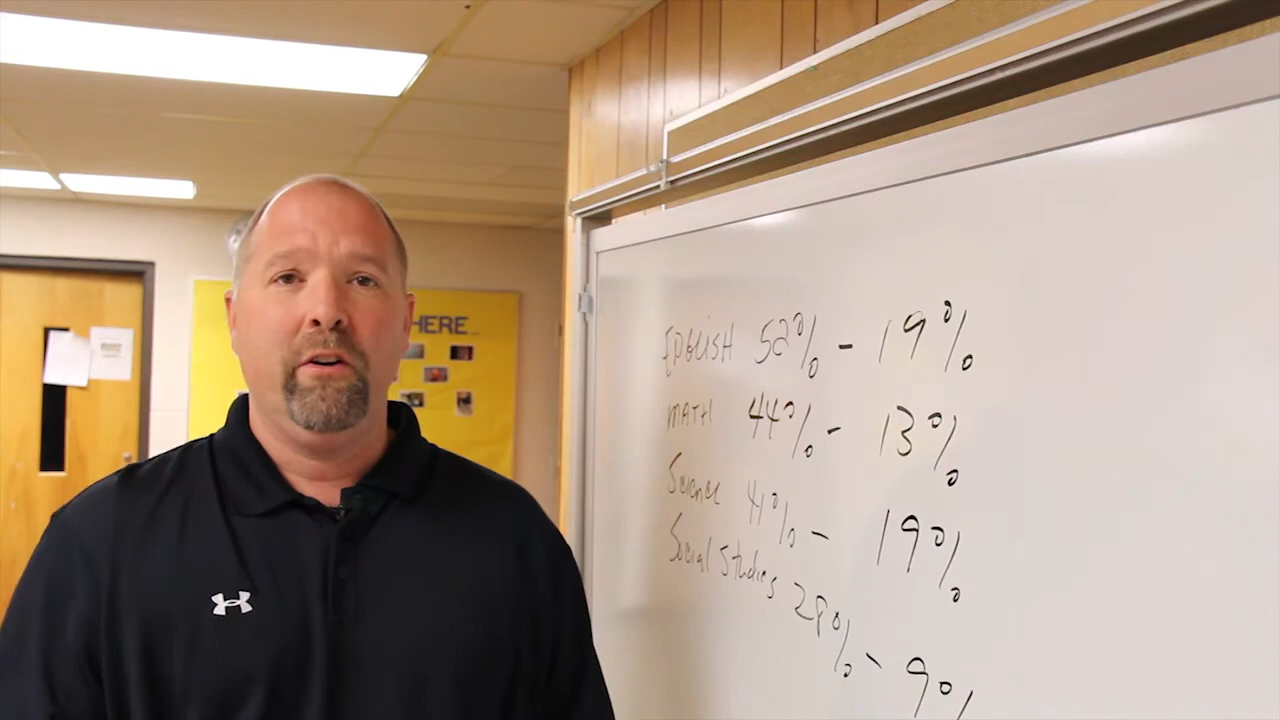 HERE...
ENGLISH 52% - 19%
MATH 44% - 13%
Science 41% - 19%
Social Studies 28% - 9%